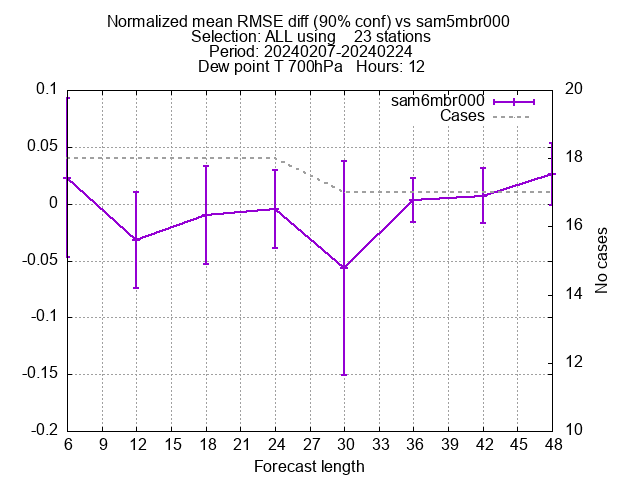 Normalized mean RMSE diff (90% conf) vs sam5mbr000
Selection: ALL using    23 stations
Period: 20240207-20240224
Dew point T 700hPa   Hours: 12
sam6mbr000
Cases
0.1
0.05
0
-0.05
-0.1
-0.15
-0.2
20
18
16
14
12
10
No cases
6 9 12 15 18 21 24 27 30 33 36 39 42 45 48
Forecast length